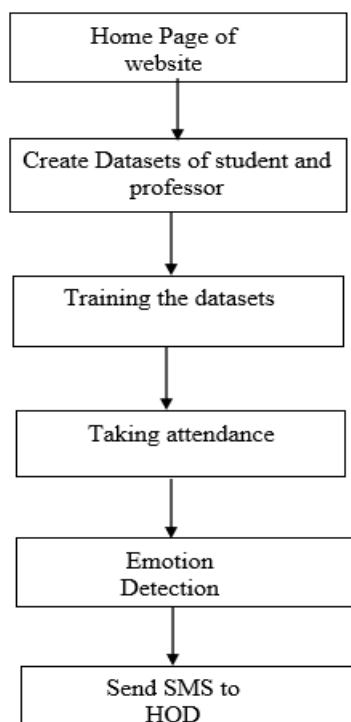 Home Page of
website
Create Datasets of student and
professor
Training the datasets
Taking attendance
Emotion
Detection
Send SMS to
HOD